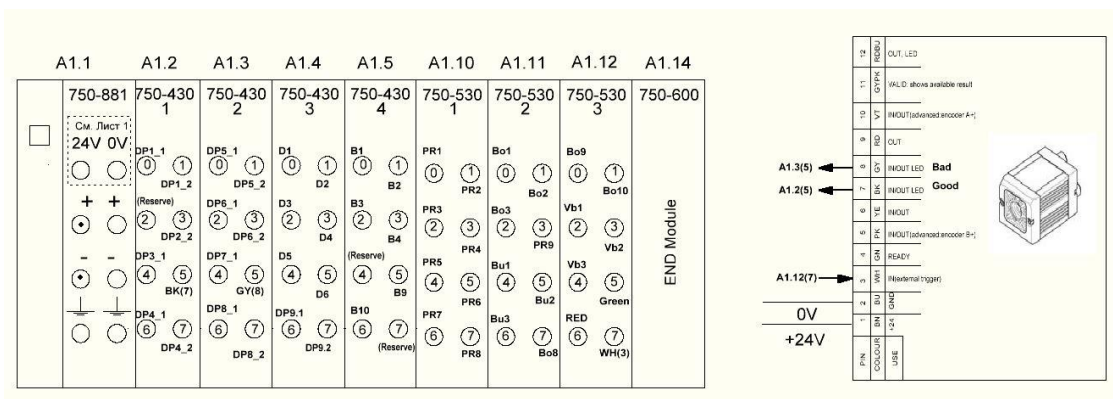 A1.1 A1.2 A1.3 A1.4 A1.5 A1.10 A1.11 A1.12 A1.14
750-881 750-430 750-430 750-430 750-430 750-530 750-530 750-530 750-600
1 2 3 4 1 2 3
См. Лист 1
24V 0V
DP1_1 DP5_1 D1 B1 PR1 Bo1 Bo9
0 1 0 1 0 1 0 1 0 1 0 1 0 1
DP1_2 DP5_2 D2 B2 PR2 Bo2 Bo10
+ +
(Reserve) DP6_1 D3 B3 PR3 Bo3 Vb1
2 3 2 3 2 3 2 3 2 3 2 3 2 3
DP2_2 DP6_2 D4 B4 PR4 PR9 Vb2
- -
DP3_1 DP7_1 D5 (Reserve) PR5 Bu1 Vb3
4 5 4 5 4 5 4 5 4 5 4 5 4 5
BK(7) GY(8) D6 B9 PR6 Bu2 Green
DP4_1 DP8_1 DP9.1 B10 PR7 Bu3 RED
6 7 6 7 6 7 6 7 6 7 6 7 6 7
DP4_2 DP8_2 DP9.2 (Reserve) PR8 Bo8 WH(3)
END Module
12 RDBU OUT, LED
11 GYPK VALID: shows available result
10 VT IN/OUT(advanced:encoder A+)
9 RD OUT
A1.3(5) 8 GY IN/OUT LED Bad
A1.2(5) 7 BK IN/OUT LED Good
6 YE IN/OUT
5 PK IN/OUT(advanced:encoder B+)
4 GN READY
A1.12(7) 3 WH IN(external trigger)
0V 2 BU GND
+24V 1 BN +24
PIN COLOUR USE